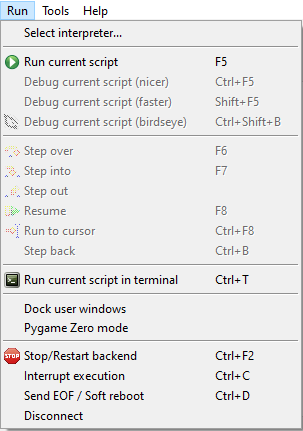 Run Tools Help
Select interpreter...
Run current script F5
Debug current script (nicer) Ctrl+F5
Debug current script (faster) Shift+F5
Debug current script (birdseye) Ctrl+Shift+B
Step over F6
Step into F7
Step out
Resume F8
Run to cursor Ctrl+F8
Step back Ctrl+B
Run current script in terminal Ctrl+T
Dock user windows
Pygame Zero mode
STOP Stop/Restart backend Ctrl+F2
Interrupt execution Ctrl+C
Send EOF / Soft reboot Ctrl+D
Disconnect